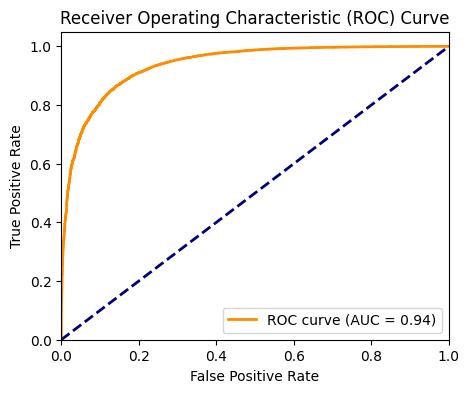 Receiver Operating Characteristic (ROC) Curve
1.0
0.8
0.6
0.4
0.2
0.0
True Positive Rate
ROC curve (AUC = 0.94)
0.0 0.2 0.4 0.6 0.8 1.0
False Positive Rate